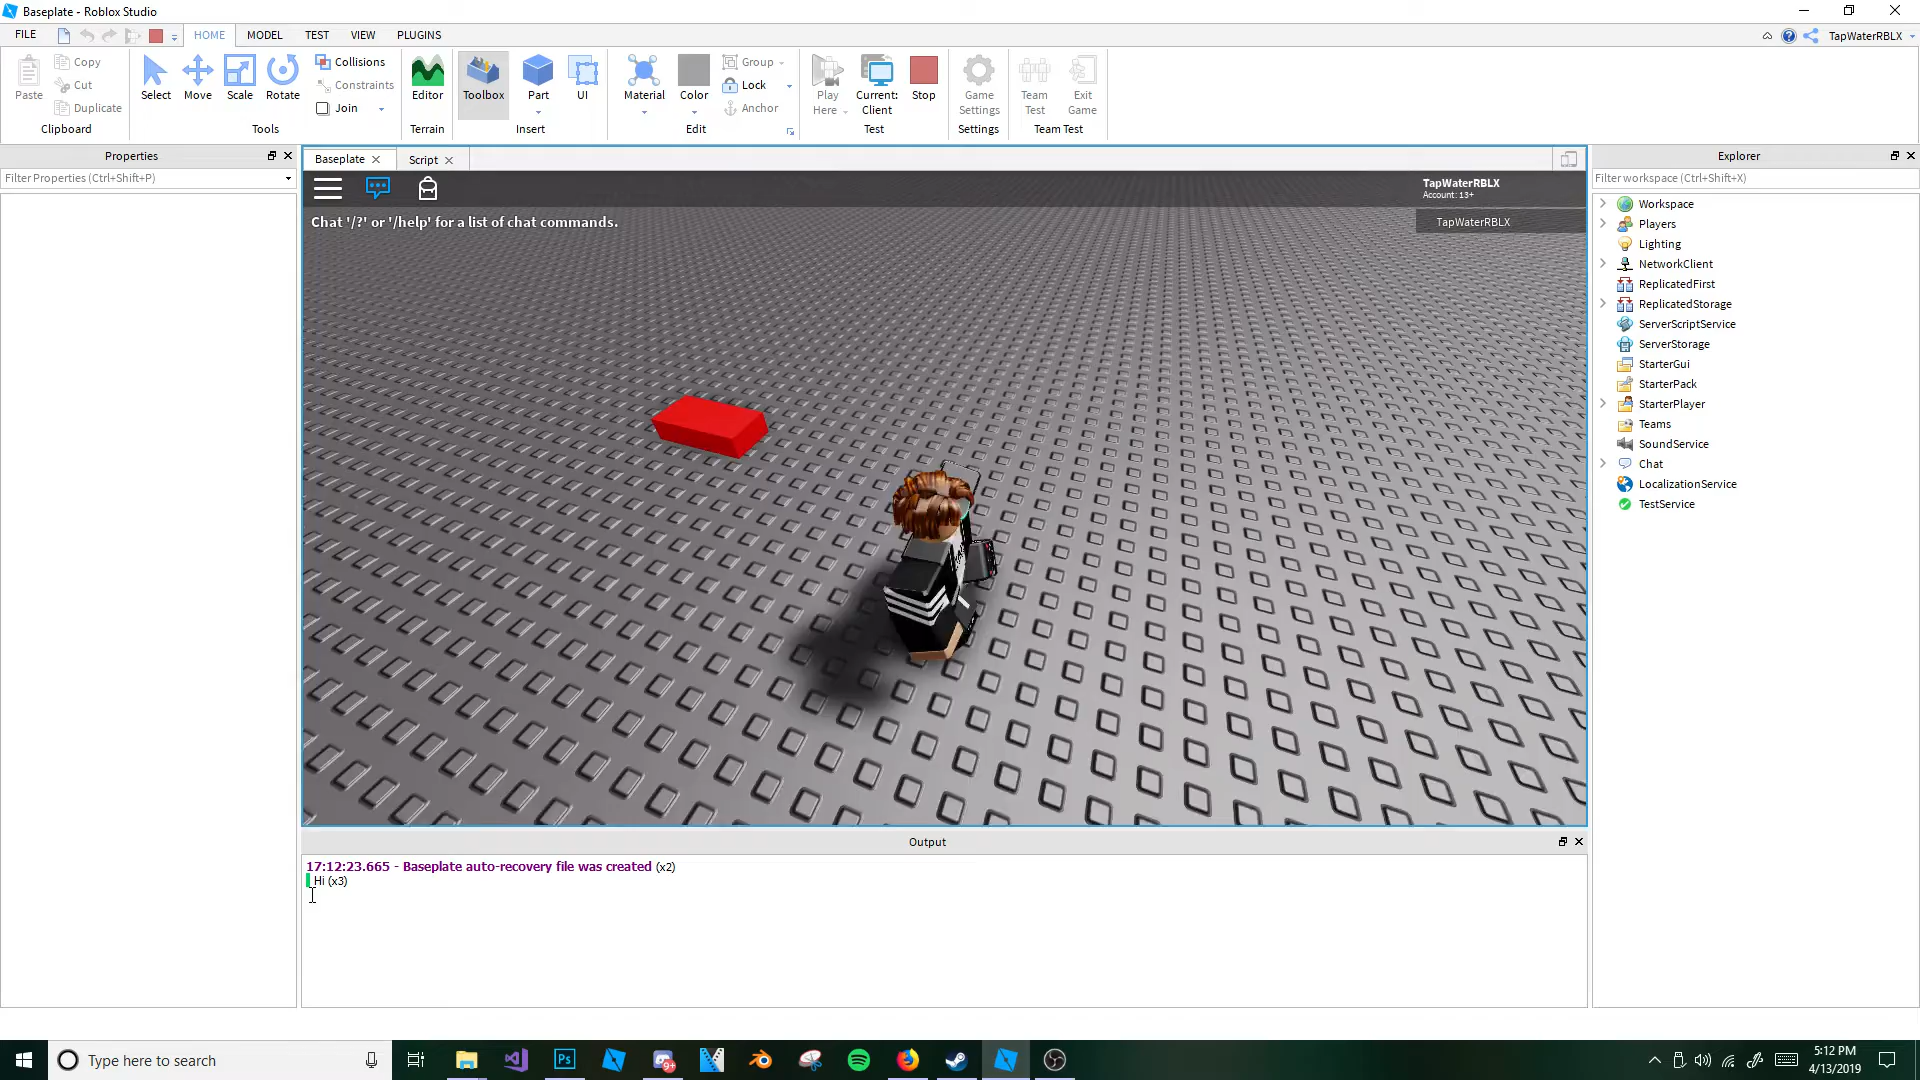 Baseplate - Roblox Studio
FILE HOME MODEL TEST VIEW PLUGINS TapWaterRBLX
Paste Copy Cut Duplicate
Clipboard
Select Move Scale Rotate Collisions Constraints Join
Tools
Editor
Terrain
Toolbox Part UI
Insert
Material Color Group Lock Anchor
Edit
Play Here Current: Client Stop
Test
Game Settings
Settings
Team Test Exit Game
Team Test
Properties
Filter Properties (Ctrl+Shift+P)
Baseplate Script
TapWaterRBLX
Account: 13+
TapWaterRBLX
Chat '/?' or '/help' for a list of chat commands.
Explorer
Filter workspace (Ctrl+Shift+X)
Workspace
Players
Lighting
NetworkClient
ReplicatedFirst
ReplicatedStorage
ServerScriptService
ServerStorage
StarterGui
StarterPack
StarterPlayer
Teams
SoundService
Chat
LocalizationService
TestService
Output
17:12:23.665 - Baseplate auto-recovery file was created (x2)
Hi (x3)
Type here to search
Ps
9+
5:12 PM
4/13/2019